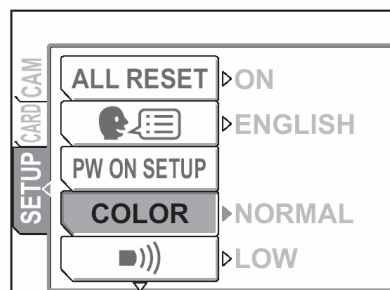 CAM
CARD
SETUP
ALL RESET ON
ENGLISH
PW ON SETUP
COLOR NORMAL
LOW